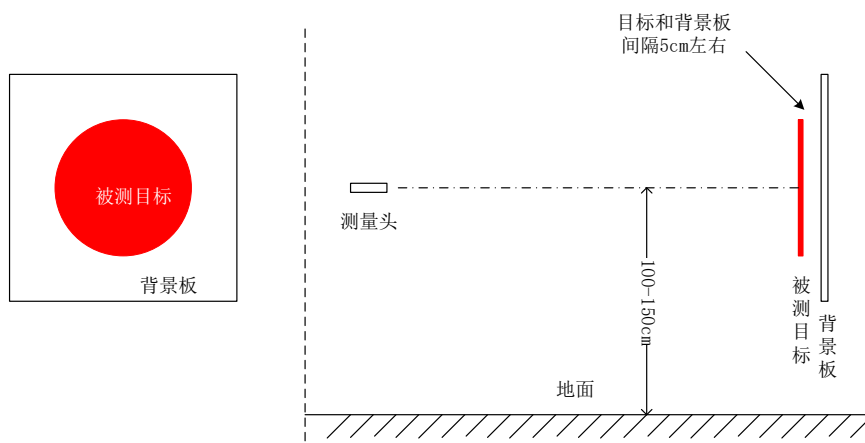 目标和背景板
间隔5cm左右
被测目标
背景板
测量头
100-150cm
被测目标
背景板
地面